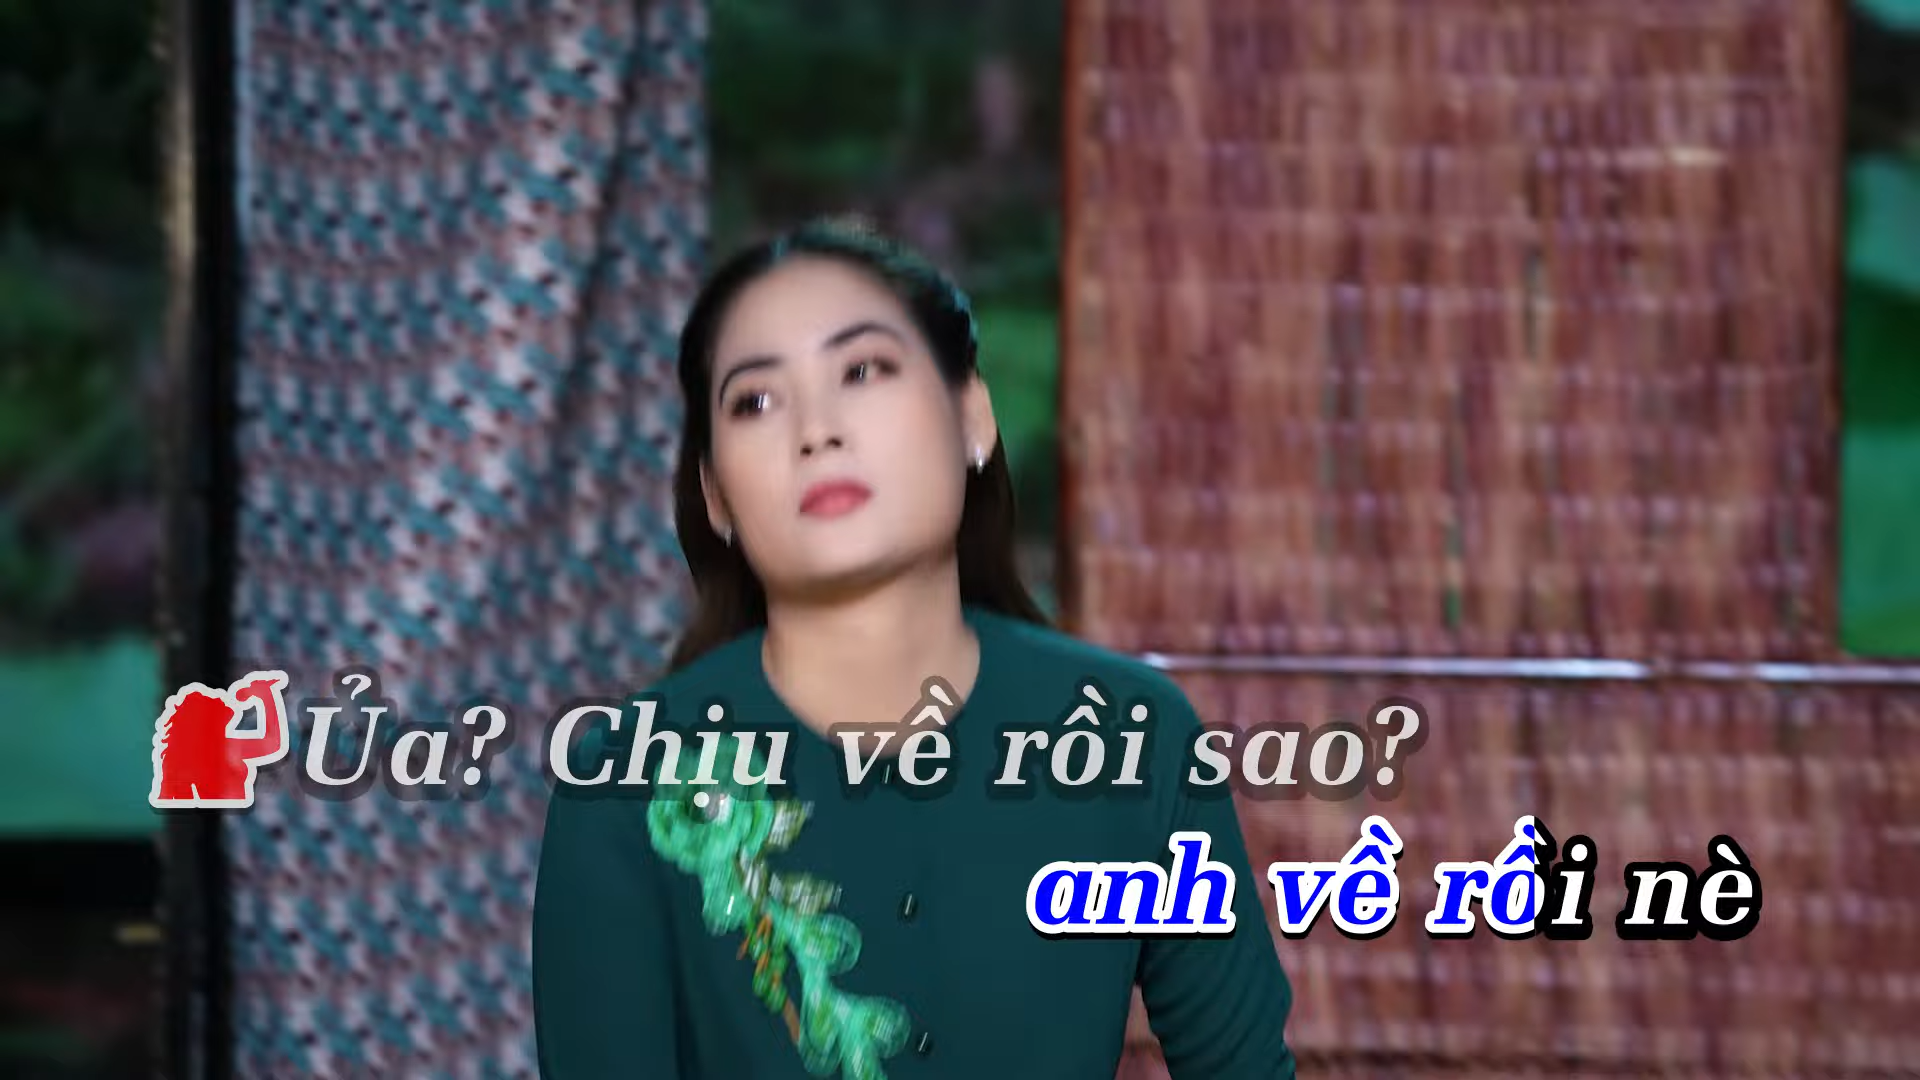 Ủa? Chịu về rồi sao?
anh về rồi nè